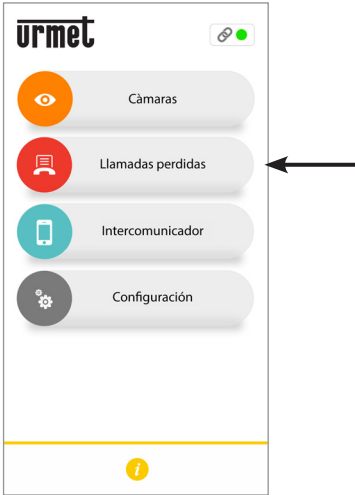 urmet
Càmaras
Llamadas perdidas
Intercomunicador
Configuración
i